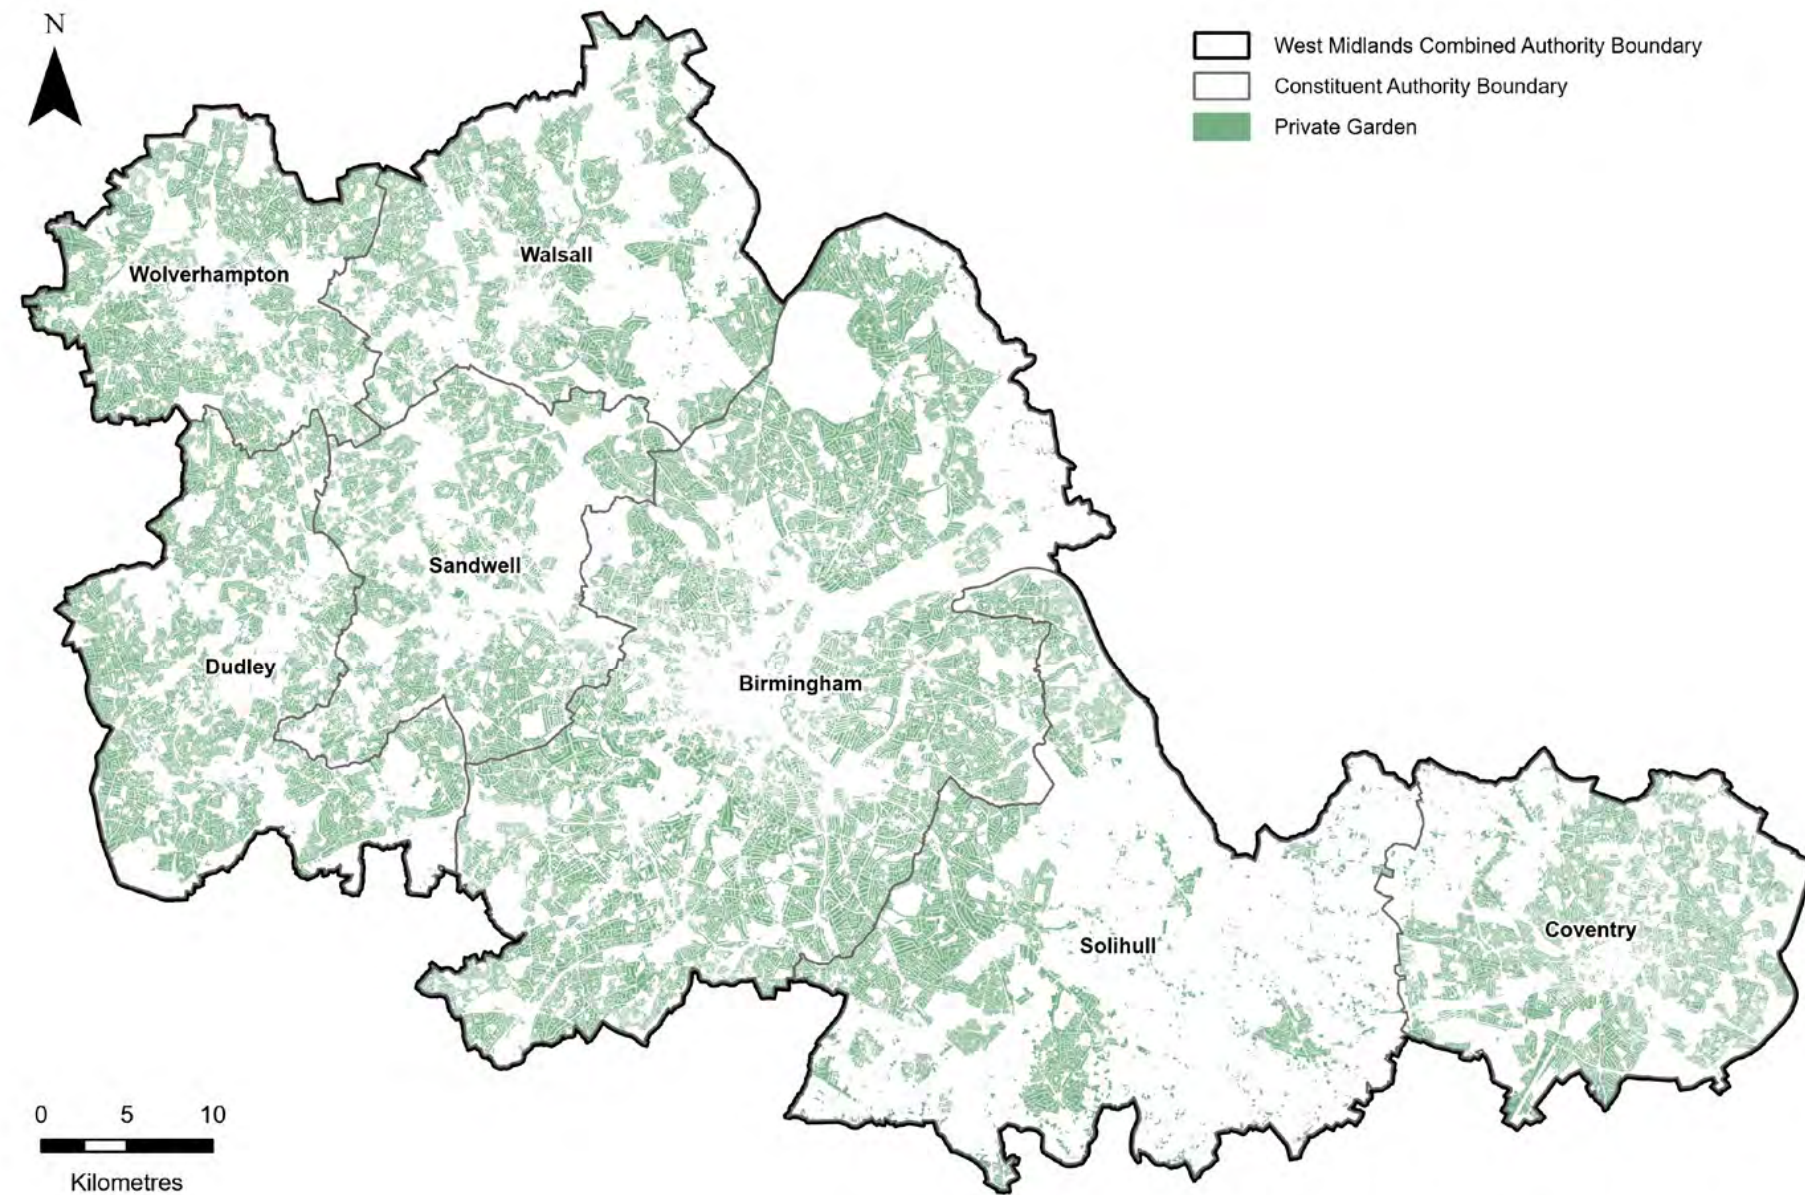 N
West Midlands Combined Authority Boundary
Constituent Authority Boundary
Private Garden
Walsall
Wolverhampton
Sandwell
Dudley
Birmingham
Coventry
Solihull
0 5 10
Kilometres